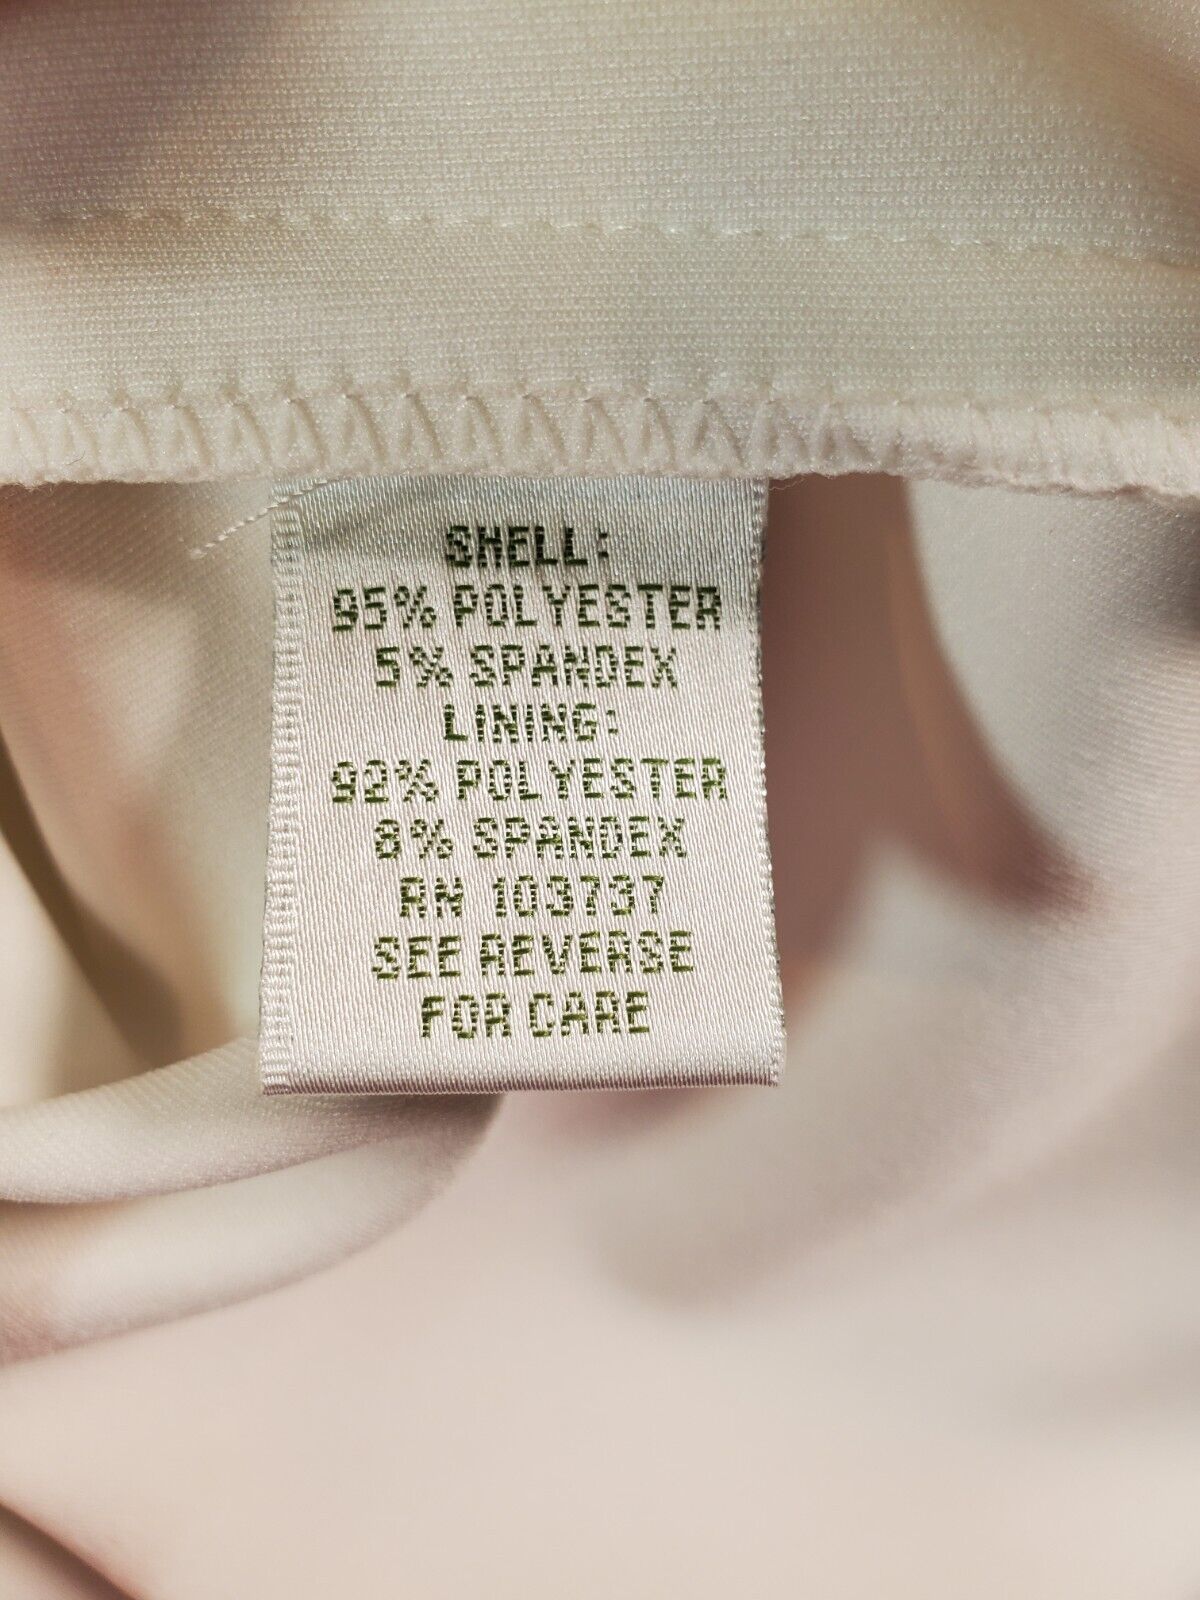 SHELL:
95% POLYESTER
5% SPANDEX
LINING:
92% POLYESTER
8% SPANDEX
RN 103737
SEE REVERSE
FOR CARE